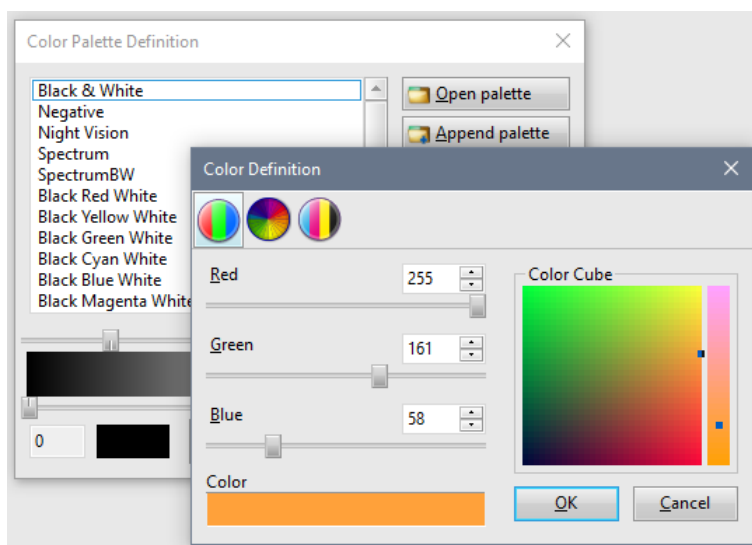 Color Palette Definition
Black & White
Negative
Night Vision
Spectrum
SpectrumBW
Black Red White
Black Yellow White
Black Green White
Black Cyan White
Black Blue White
Black Magenta White
Open palette
Append palette
0
Color Definition
Red
255
Green
161
Blue
58
Color
Color Cube
OK
Cancel